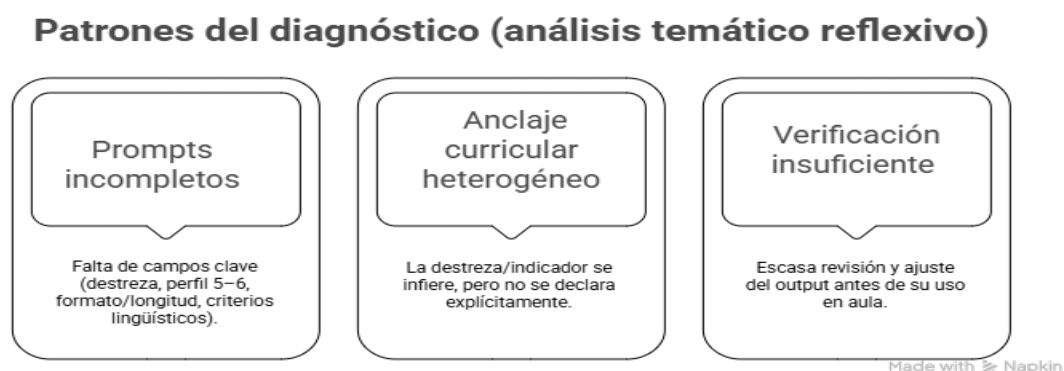 Patrones del diagnóstico (análisis temático reflexivo)
Prompts
incompletos
Falta de campos clave
(destreza, perfil 5–6,
formato/longitud, criterios
lingüísticos).
Anclaje
curricular
heterogéneo
La destreza/indicador se
infiere, pero no se declara
explícitamente.
Verificación
insuficiente
Escasa revisión y ajuste
del output antes de su uso
en aula.
Made with Napkin